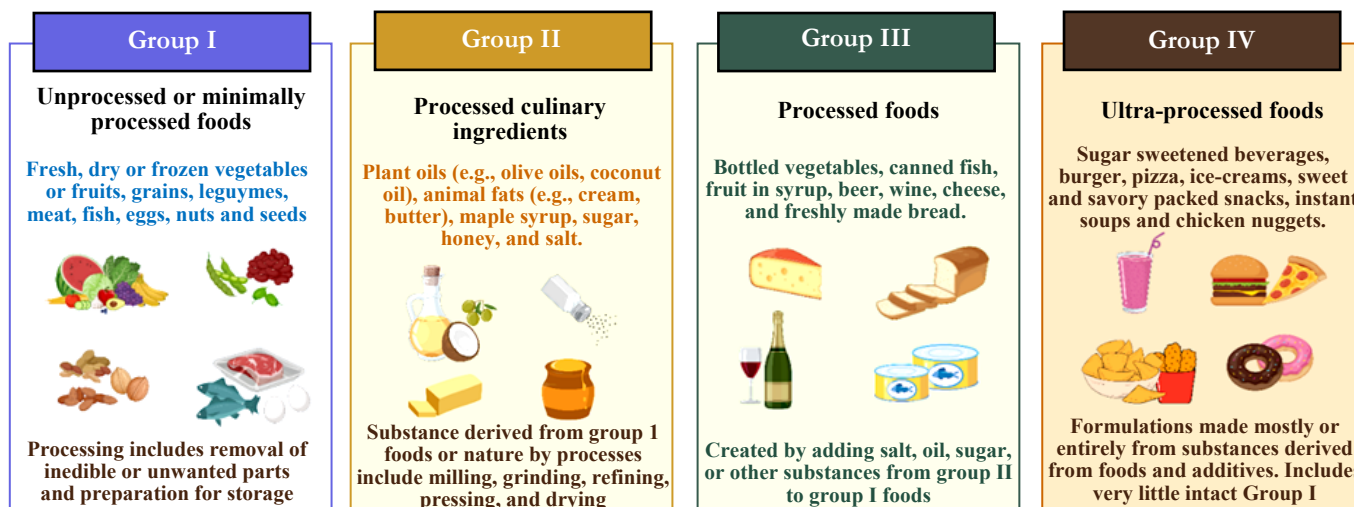 Group I
Unprocessed or minimally
processed foods
Fresh, dry or frozen vegetables
or fruits, grains, leguymes,
meat, fish, eggs, nuts and seeds
Processing includes removal of
inedible or unwanted parts
and preparation for storage
Group II
Processed culinary
ingredients
Plant oils (e.g., olive oils, coconut
oil), animal fats (e.g., cream,
butter), maple syrup, sugar,
honey, and salt.
Substance derived from group 1
foods or nature by processes
include milling, grinding, refining,
pressing, and drying
Group III
Processed foods
Bottled vegetables, canned fish,
fruit in syrup, beer, wine, cheese,
and freshly made bread.
Created by adding salt, oil, sugar,
or other substances from group II
to group I foods
Group IV
Ultra-processed foods
Sugar sweetened beverages,
burger, pizza, ice-creams, sweet
and savory packed snacks, instant
soups and chicken nuggets.
Formulations made mostly or
entirely from substances derived
from foods and additives. Includes
very little intact Group I